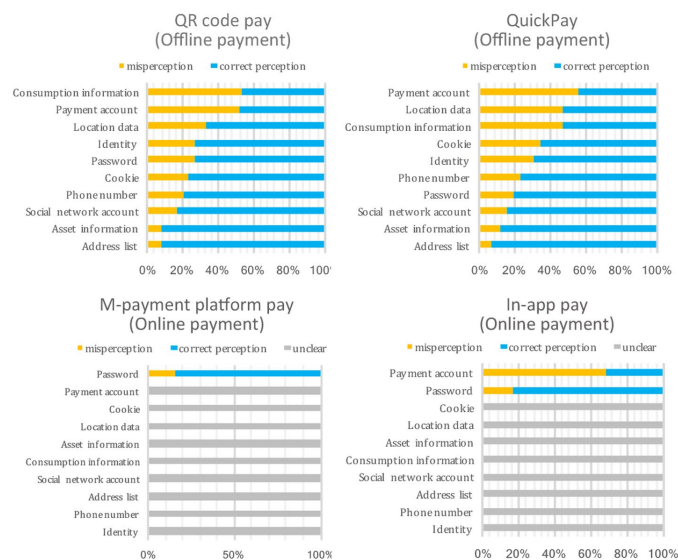 QR code pay
(Offline payment)
misperception correct perception
Consumption information
Payment account
Location data
Identity
Password
Cookie
Phone number
Social network account
Asset information
Address list
0% 20% 40% 60% 80% 100%
QuickPay
(Offline payment)
misperception correct perception
Payment account
Location data
Consumption information
Cookie
Identity
Phone number
Password
Social network account
Asset information
Address list
0% 20% 40% 60% 80% 100%
M-payment platform pay
(Online payment)
misperception correct perception unclear
Password
Payment account
Cookie
Location data
Asset information
Consumption information
Social network account
Address list
Phone number
Identity
0% 50% 100%
In-app pay
(Online payment)
misperception correct perception unclear
Payment account
Password
Cookie
Location data
Asset information
Consumption information
Social network account
Address list
Phone number
Identity
0% 20% 40% 60% 80% 100%